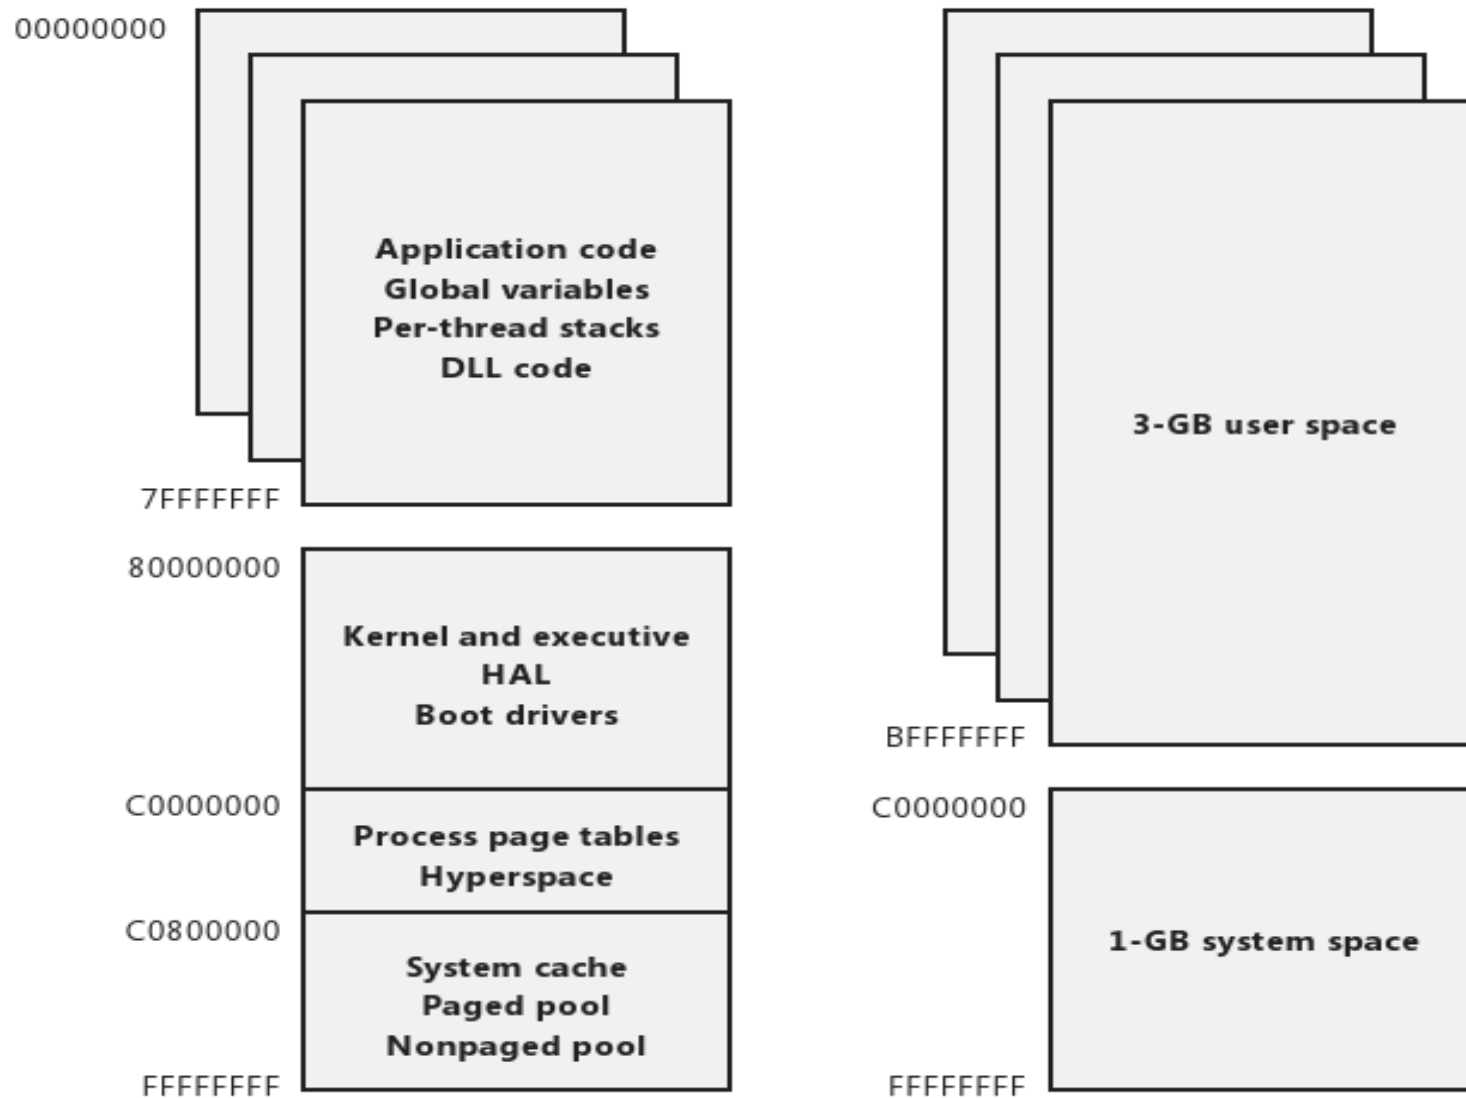 00000000
Application code
Global variables
Per-thread stacks
DLL code
7FFFFFFF
80000000
Kernel and executive
HAL
Boot drivers
C0000000
Process page tables
Hyperspace
C0800000
System cache
Paged pool
Nonpaged pool
FFFFFFFF
3-GB user space
BFFFFFFF
C0000000
1-GB system space
FFFFFFFF